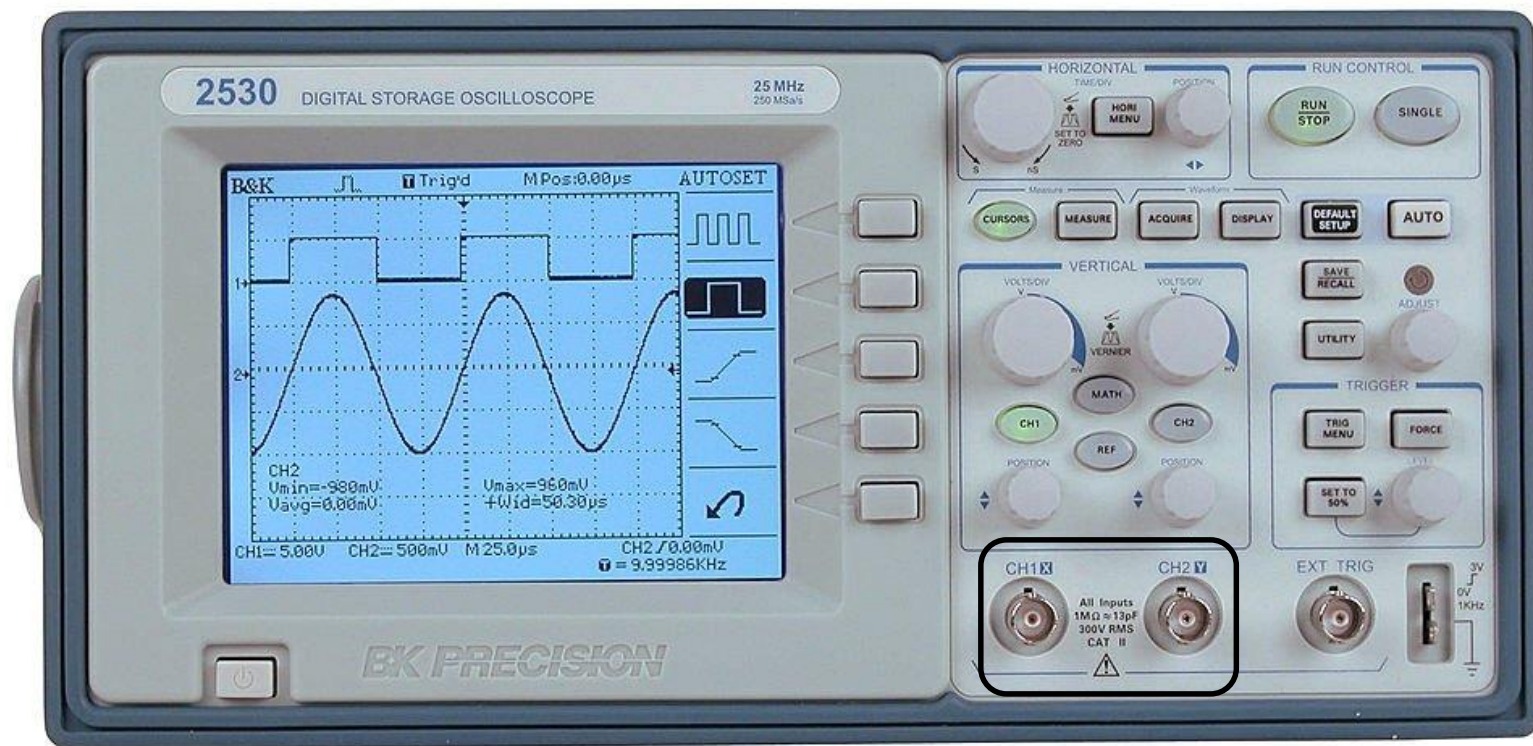 2530 DIGITAL STORAGE OSCILLOSCOPE
25 MHz
250 MSa/s
B&K Trig'd M Pos:0.00µs AUTOSET
1
2
CH2
Vmin=-980mV Vmax=960mV
Vavg=0.00mV +Wid=50.30µs
CH1 5.00V CH2 500mV M 25.0µs CH2 / 0.00mV
T = 9.99986KHz
BK PRECISION
HORIZONTAL
TIME/DIV
POSITION
HORI
MENU
SET TO
ZERO
S nS
RUN CONTROL
RUN
STOP
SINGLE
Measure
Waveform
CURSORS
MEASURE
ACQUIRE
DISPLAY
DEFAULT
SETUP
AUTO
VERTICAL
VOLTS/DIV
V
mV
VOLTS/DIV
V
mV
VERNIER
MATH
CH1
CH2
REF
POSITION
POSITION
SAVE
RECALL
ADJUST
UTILITY
TRIGGER
TRIG
MENU
FORCE
LEVEL
SET TO
50%
CH1 X
CH2 Y
All Inputs
1MΩ ≈ 13pF
300V RMS
CAT II
EXT TRIG
3V
0V
1KHz